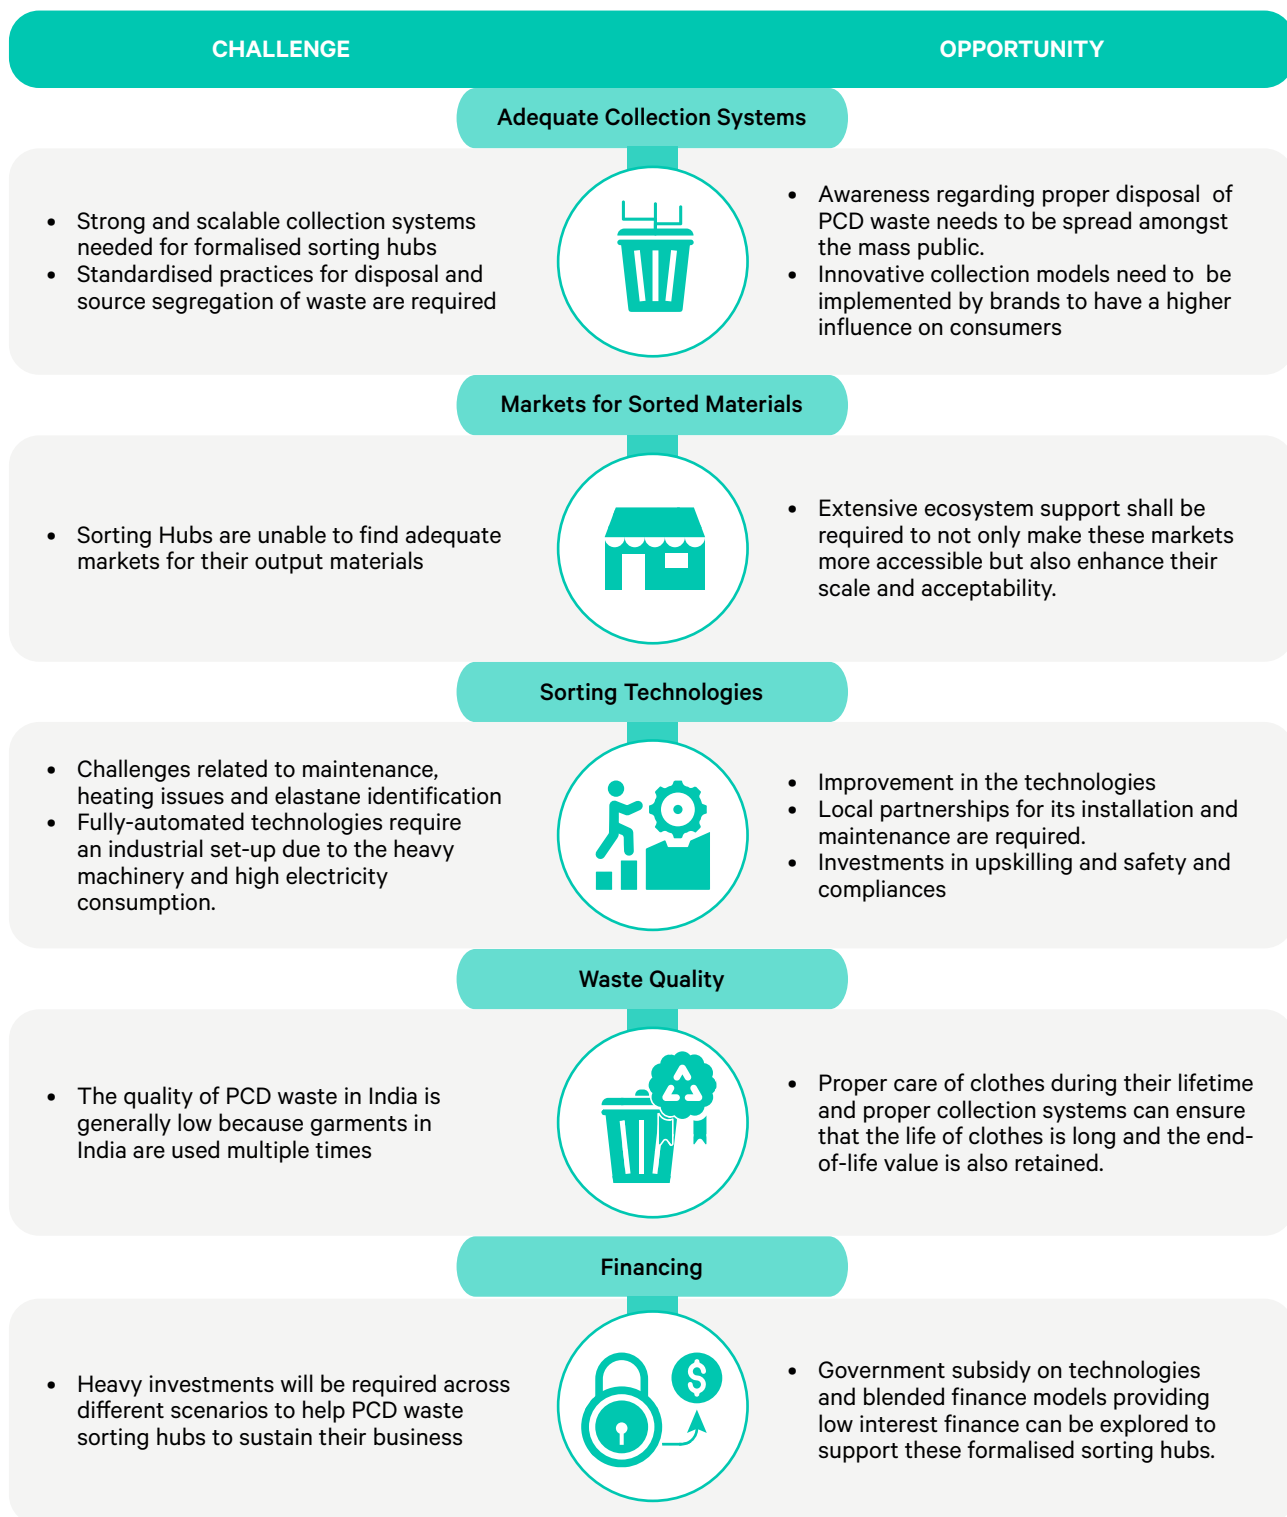 CHALLENGE
OPPORTUNITY
Adequate Collection Systems
• Strong and scalable collection systems
needed for formalised sorting hubs
• Standardised practices for disposal and
source segregation of waste are required
• Awareness regarding proper disposal of
PCD waste needs to be spread amongst
the mass public.
• Innovative collection models need to be
implemented by brands to have a higher
influence on consumers
Markets for Sorted Materials
• Sorting Hubs are unable to find adequate
markets for their output materials
• Extensive ecosystem support shall be
required to not only make these markets
more accessible but also enhance their
scale and acceptability.
Sorting Technologies
• Challenges related to maintenance,
heating issues and elastane identification
• Fully-automated technologies require
an industrial set-up due to the heavy
machinery and high electricity
consumption.
• Improvement in the technologies
• Local partnerships for its installation and
maintenance are required.
• Investments in upskilling and safety and
compliances
Waste Quality
• The quality of PCD waste in India is
generally low because garments in
India are used multiple times
• Proper care of clothes during their lifetime
and proper collection systems can ensure
that the life of clothes is long and the end-
of-life value is also retained.
Financing
• Heavy investments will be required across
different scenarios to help PCD waste
sorting hubs to sustain their business
$
• Government subsidy on technologies
and blended finance models providing
low interest finance can be explored to
support these formalised sorting hubs.